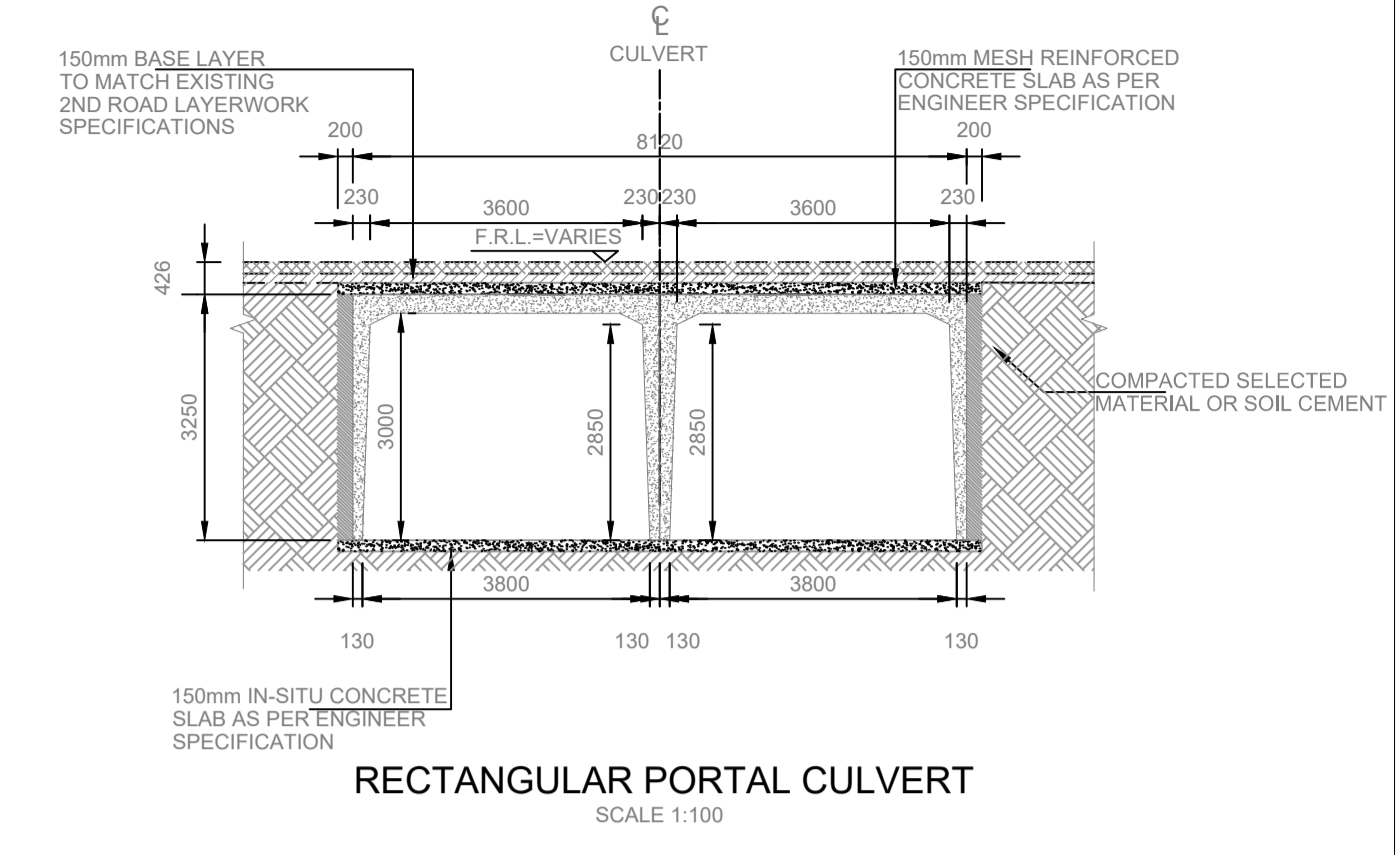 ℄
CULVERT
150mm BASE LAYER
TO MATCH EXISTING
2ND ROAD LAYERWORK
SPECIFICATIONS
150mm MESH REINFORCED
CONCRETE SLAB AS PER
ENGINEER SPECIFICATION
200
8120
200
230
3600
230
230
3600
230
F.R.L.=VARIES
426
3250
3000
2850
2850
COMPACTED SELECTED
MATERIAL OR SOIL CEMENT
3800
3800
130
130
130
130
150mm IN-SITU CONCRETE
SLAB AS PER ENGINEER
SPECIFICATION
RECTANGULAR PORTAL CULVERT
SCALE 1:100